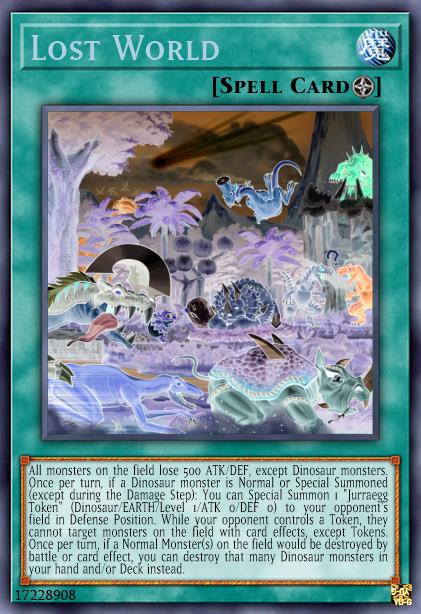 Lost World
[Spell Card]
All monsters on the field lose 500 ATK/DEF, except Dinosaur monsters.
Once per turn, if a Dinosaur monster is Normal or Special Summoned
(except during the Damage Step): You can Special Summon 1 "Jurraegg
Token" (Dinosaur/EARTH/Level 1/ATK 0/DEF 0) to your opponent's
field in Defense Position. While your opponent controls a Token, they
cannot target monsters on the field with card effects, except Tokens.
Once per turn, if a Normal Monster(s) on the field would be destroyed by
battle or card effect, you can destroy that many Dinosaur monsters in
your hand and/or Deck instead.
17228908